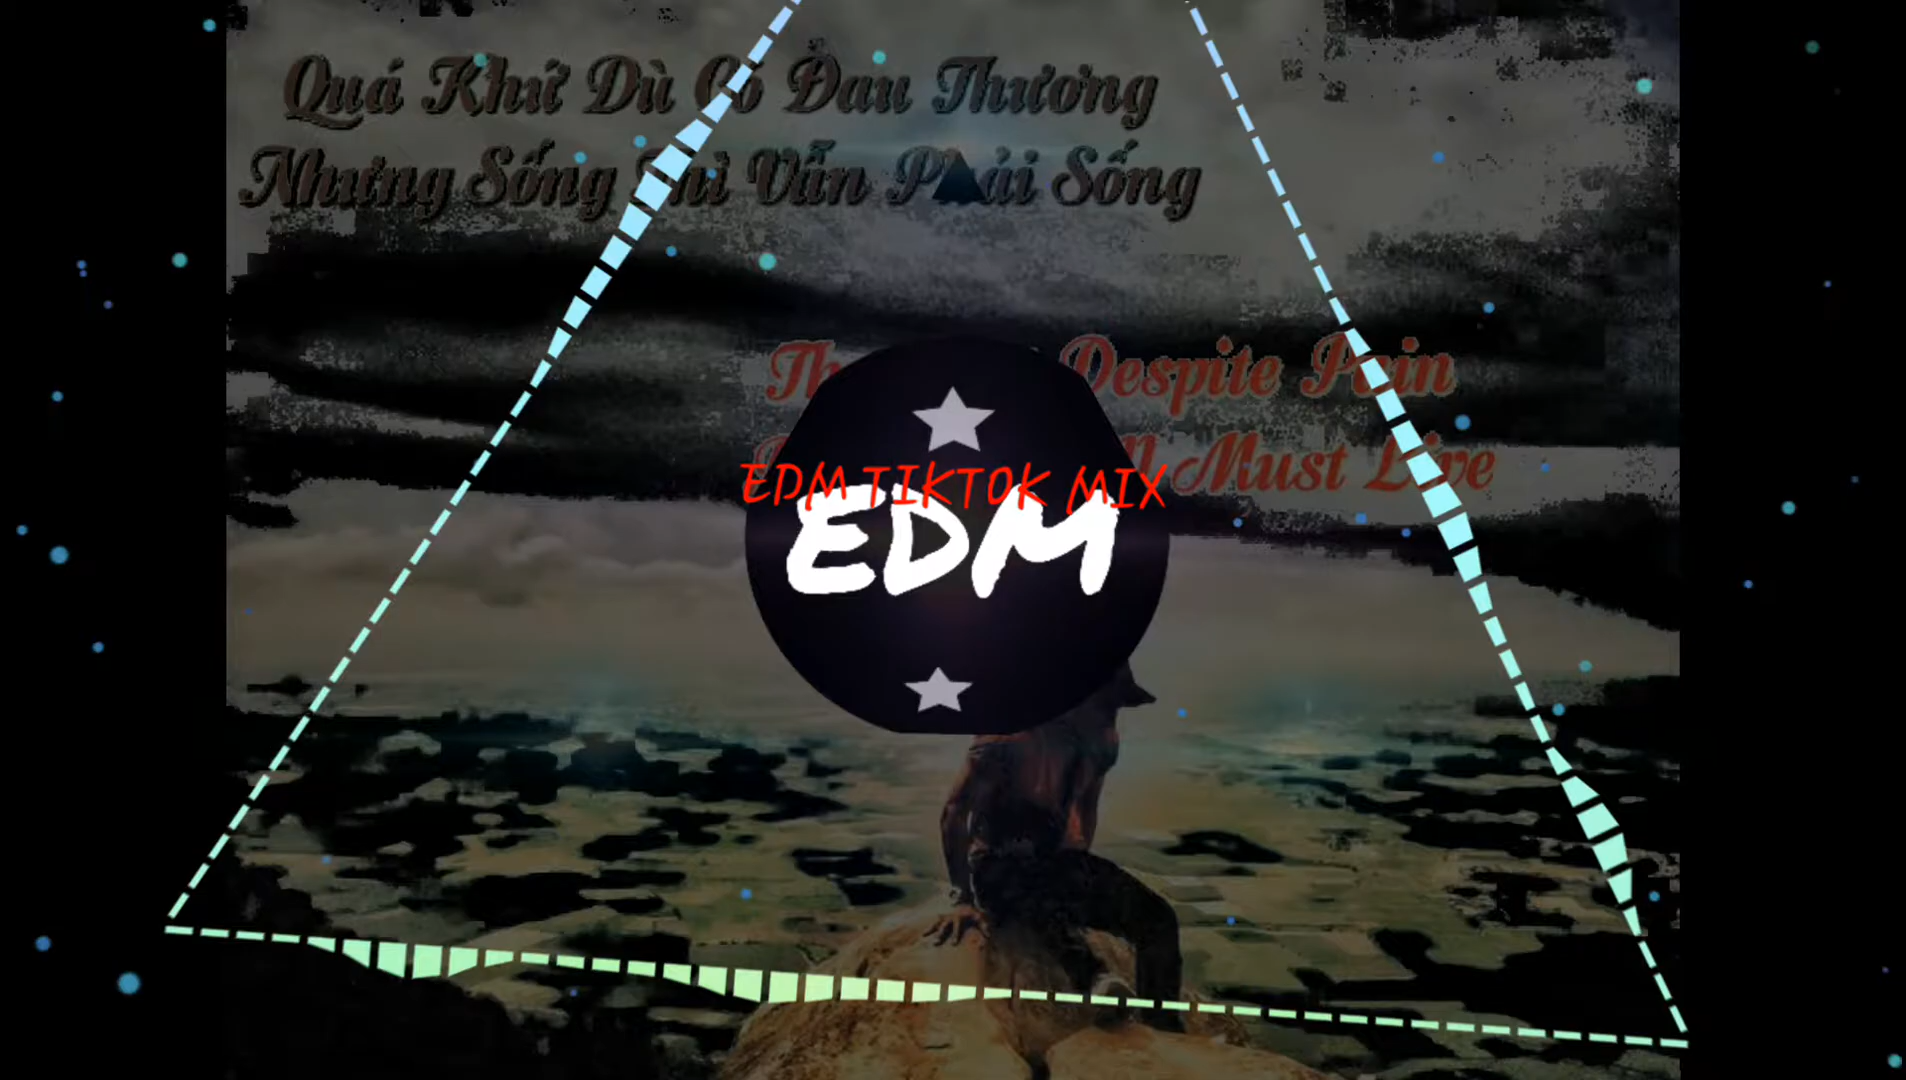 Quá Khứ Dù Có Đau Thương
Nhưng Sống Thì Vẫn Phải Sống
Despite Pain
Must Live
EDM TIKTOK MIX
EDM